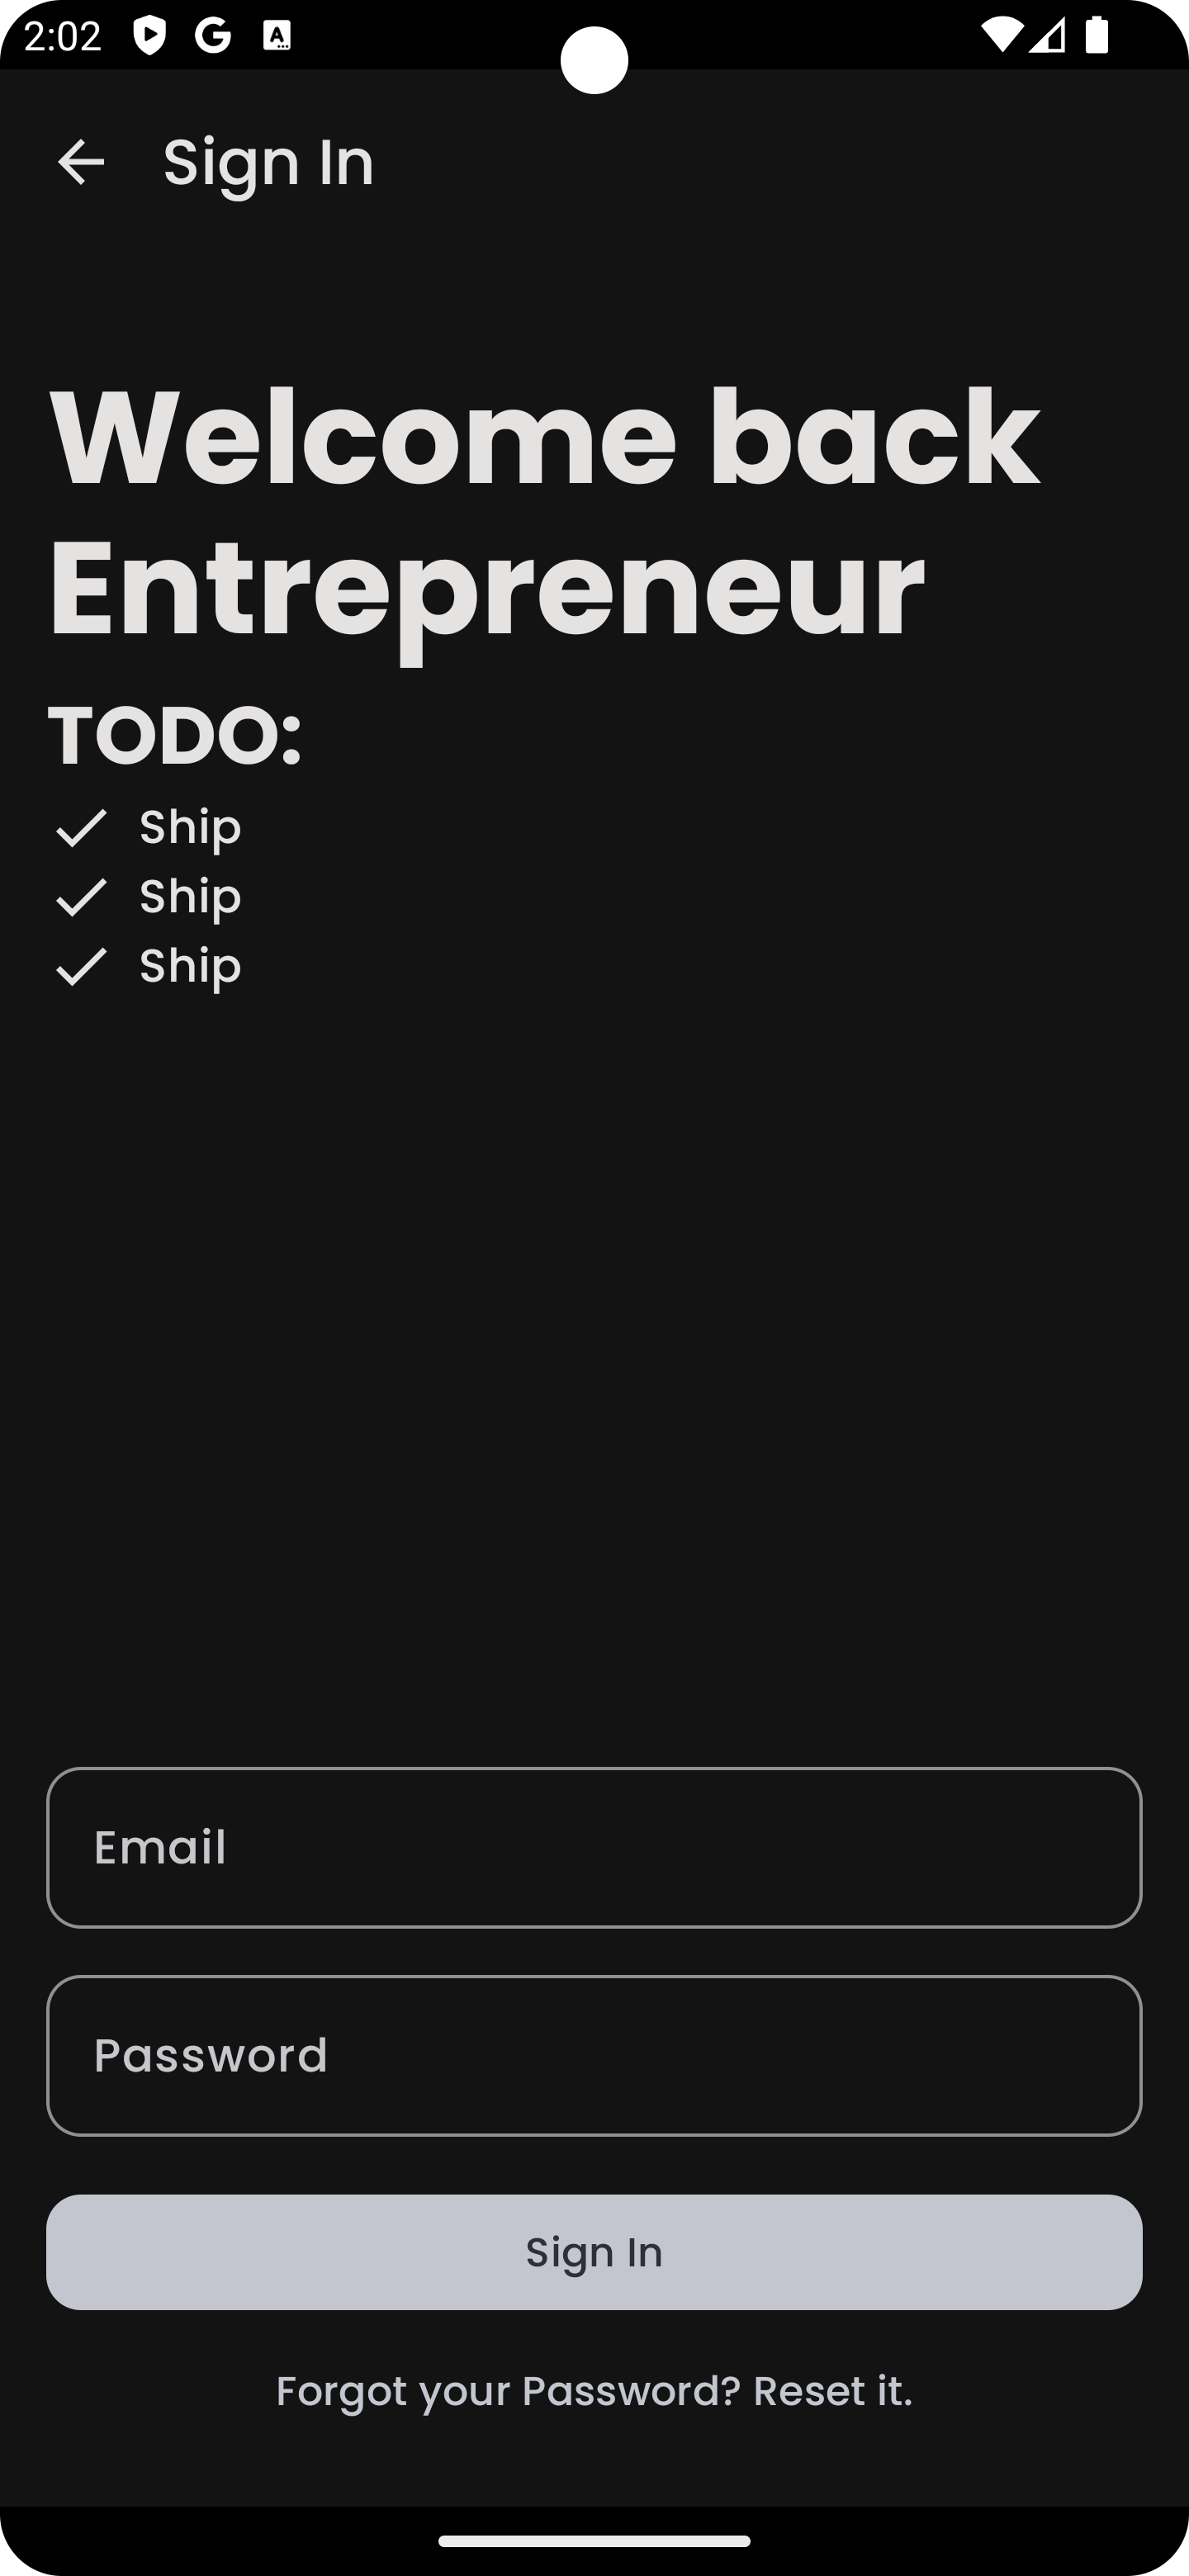 2:02
Sign In
Welcome back
Entrepreneur
TODO:
Ship
Ship
Ship
Email
Password
Sign In
Forgot your Password? Reset it.